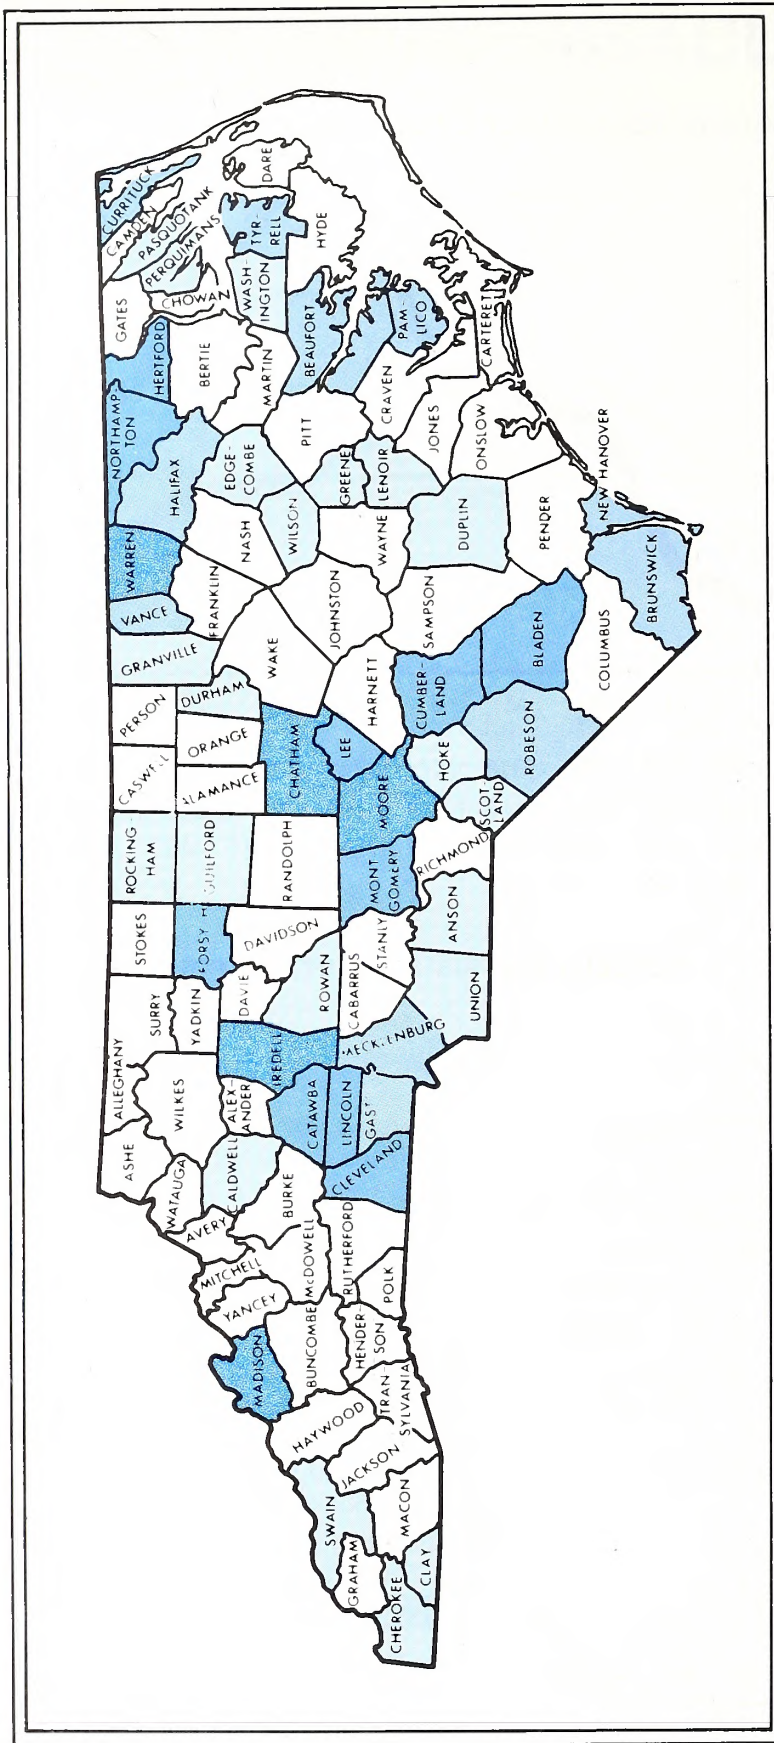 CURRITUCK
CAMDEN
PASQUOTANK
PERQUIMANS
GATES
CHOWAN
HERTFORD
NORTHAMP-
TON
BERTIE
HALIFAX
WARREN
VANCE
GRANVILLE
PERSON
CASWELL
ROCKING-
HAM
STOKES
SURRY
ALLEGHANY
ASHE
DARE
TYR-
RELL
WASH-
INGTON
HYDE
MARTIN
BEAUFORT
PITT
EDGE-
COMBE
NASH
WILSON
FRANKLIN
WAKE
DURHAM
ORANGE
ALAMANCE
GUILFORD
FORSYTH
YADKIN
WILKES
WATAUGA
AVERY
CALDWELL
ALEX-
ANDER
IREDELL
DAVIE
DAVIDSON
RANDOLPH
CHATHAM
LEE
JOHNSTON
WAYNE
GREENE
LENOIR
CRAVEN
PAM-
LICO
CARTERET
JONES
ONSLOW
DUPLIN
SAMPSON
HARNETT
MOORE
MONT
GOMERY
STANLY
CABARRUS
ROWAN
MECKLENBURG
CATAWBA
LINCOLN
GAST
CLEVELAND
BURKE
RUTHERFORD
McDOWELL
MITCHELL
YANCEY
MADISON
BUNCOMBE
HENDER-
SON
POLK
TRAN-
SYLVANIA
HAYWOOD
JACKSON
SWAIN
MACON
GRAHAM
CLAY
CHEROKEE
UNION
ANSON
RICHMOND
SCOT
LAND
HOKE
CUMBER-
LAND
ROBESON
BLADEN
COLUMBUS
BRUNSWICK
PENDER
NEW HANOVER